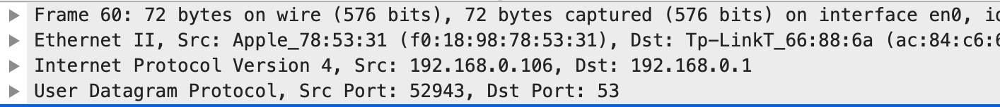 Frame 60: 72 bytes on wire (576 bits), 72 bytes captured (576 bits) on interface en0,
Ethernet II, Src: Apple_78:53:31 (f0:18:98:78:53:31), Dst: Tp-LinkT_66:88:6a (ac:84:c6:
Internet Protocol Version 4, Src: 192.168.0.106, Dst: 192.168.0.1
User Datagram Protocol, Src Port: 52943, Dst Port: 53